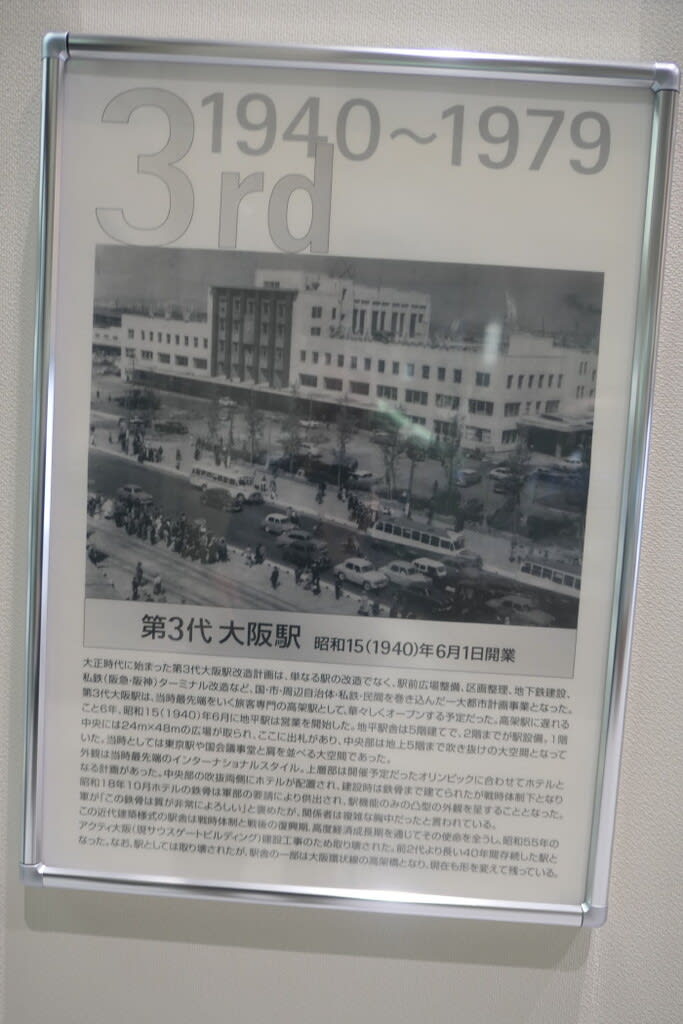 3rd
1940～1979
第3代 大阪駅 昭和15(1940)年6月1日開業
大正時代に始まった第3代大阪駅改造計画は、単なる駅の改造でなく、駅前広場整備、区画整理、地下鉄建設、
私鉄(阪急・阪神)ターミナル改造など、国・市・周辺自治体・私鉄・民間を巻き込んだ一大都市計画事業となった。
第3代大阪駅は、当時最先端をいく旅客専門の高架駅として、華々しくオープンする予定だった。高架駅に遅れる
こと6年、昭和15(1940)年6月に地平駅は営業を開始した。地平駅舎は5階建てで、2階までが駅設備。1階
中央には24m×48mの広場が取られ、ここに出札があり、中央部は地上5階まで吹き抜けの大空間となって
いた。当時としては東京駅や国会議事堂と肩を並べる大空間であった。
外観は当時最先端のインターナショナルスタイル。上層部は開催予定だったオリンピックに合わせてホテルと
なる計画があった。中央部の吹抜両側にホテルが配置され、建設時は鉄骨まで建てられたが戦時体制下となり
昭和18年10月ホテルの鉄骨は軍部の要請により供出され、駅機能のみの凸型の外観を呈することとなった。
軍が「この鉄骨は質が非常によろしい」と褒めたが、関係者は複雑な胸中だったと言われている。
この近代建築様式の駅舎は戦時体制と戦後の復興期、高度経済成長期を通じてその使命を全うし、昭和55年の
アクティ大阪(現サウスゲートビルディング)建設工事のため取り壊された。前2代より長い40年間存続した駅と
なった。なお、駅としては取り壊されたが、駅舎の一部は大阪環状線の高架橋となり、現在も形を変えて残っている。